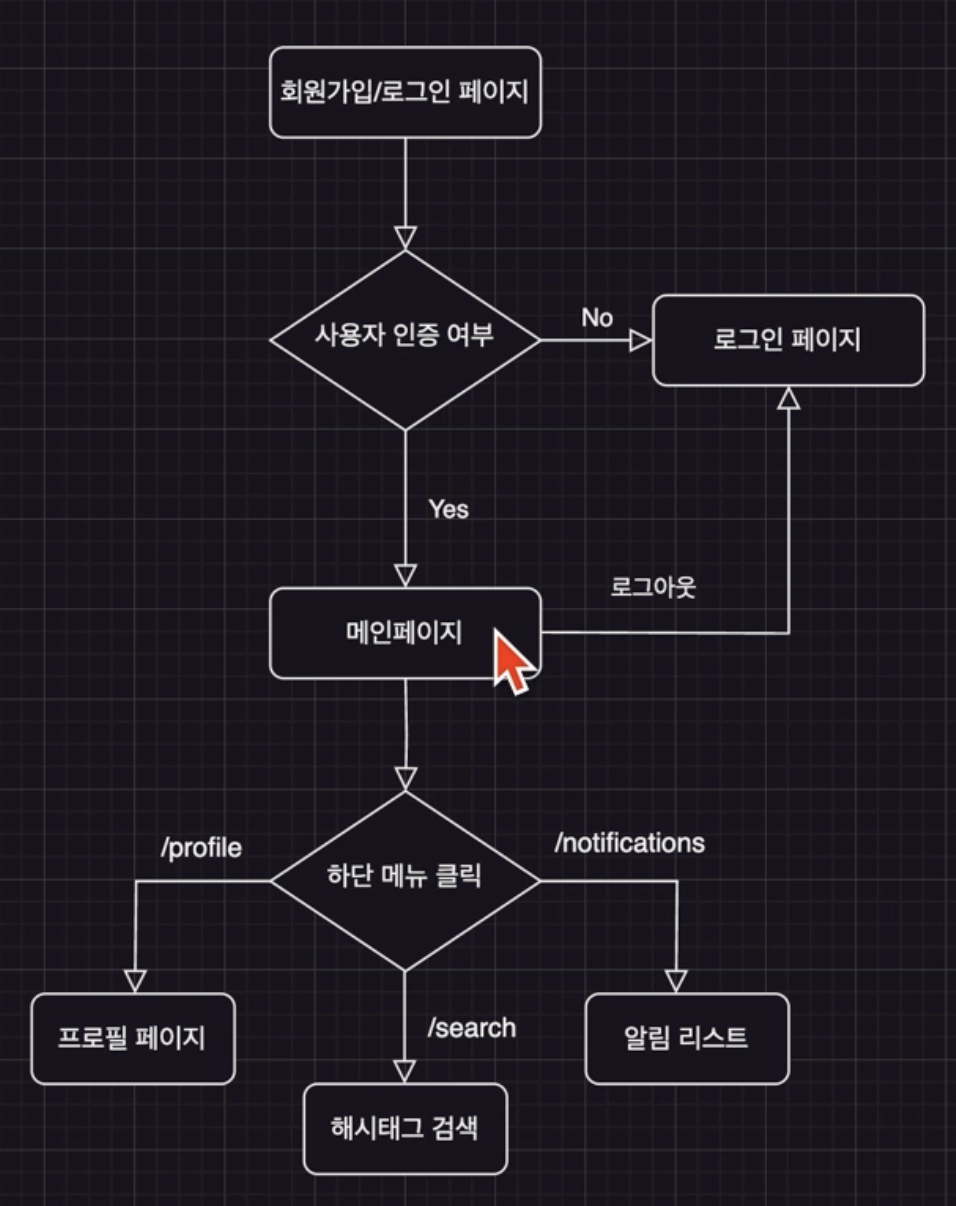 회원가입/로그인 페이지
사용자 인증 여부
No
로그인 페이지
Yes
로그아웃
메인페이지
/profile
하단 메뉴 클릭
/notifications
프로필 페이지
/search
알림 리스트
해시태그 검색